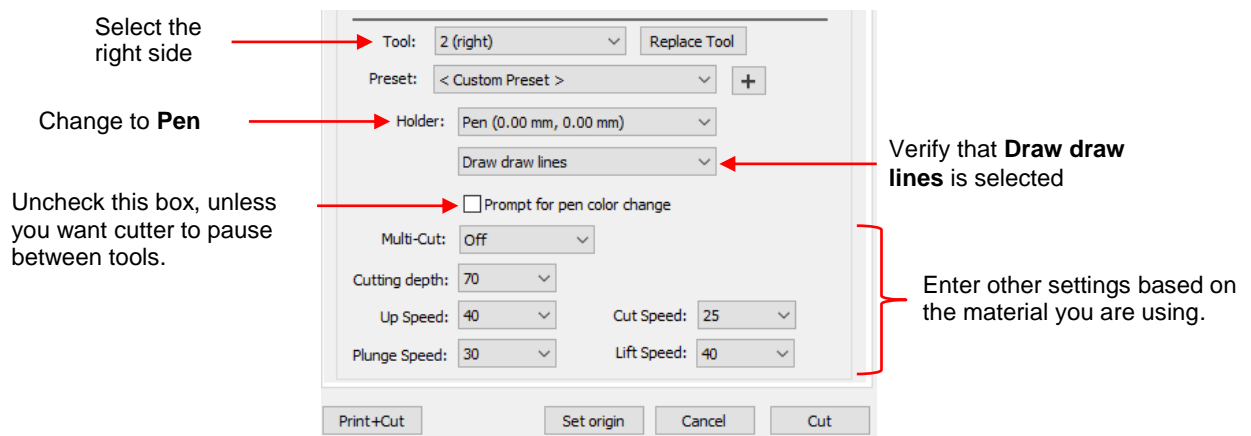 Select the
right side
Tool: 2 (right) Replace Tool
Preset: < Custom Preset > +
Change to Pen
Holder: Pen (0.00 mm, 0.00 mm)
Draw draw lines
Verify that Draw draw
lines is selected
Uncheck this box, unless
you want cutter to pause
between tools.
Prompt for pen color change
Multi-Cut: Off
Cutting depth: 70
Up Speed: 40 Cut Speed: 25
Plunge Speed: 30 Lift Speed: 40
Enter other settings based on
the material you are using.
Print+Cut Set origin Cancel Cut